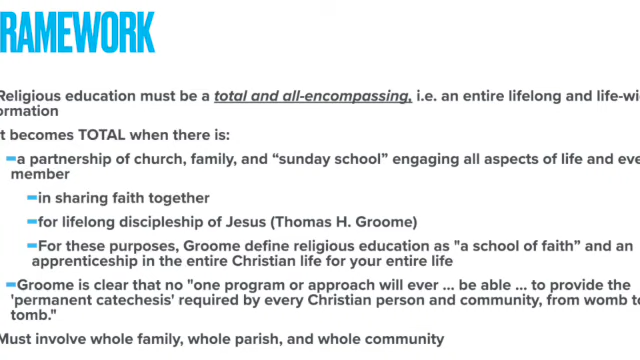 RAMEWORK
Religious education must be a total and all-encompassing, i.e. an entire lifelong and life-wi
ormation
t becomes TOTAL when there is:
a partnership of church, family, and “sunday school” engaging all aspects of life and eve
member
in sharing faith together
for lifelong discipleship of Jesus (Thomas H. Groome)
For these purposes, Groome define religious education as "a school of faith” and an
apprenticeship in the entire Christian life for your entire life
Groome is clear that no "one program or approach will ever ... be able ... to provide the
'permanent catechesis' required by every Christian person and community, from womb to
tomb."
Must involve whole family, whole parish, and whole community